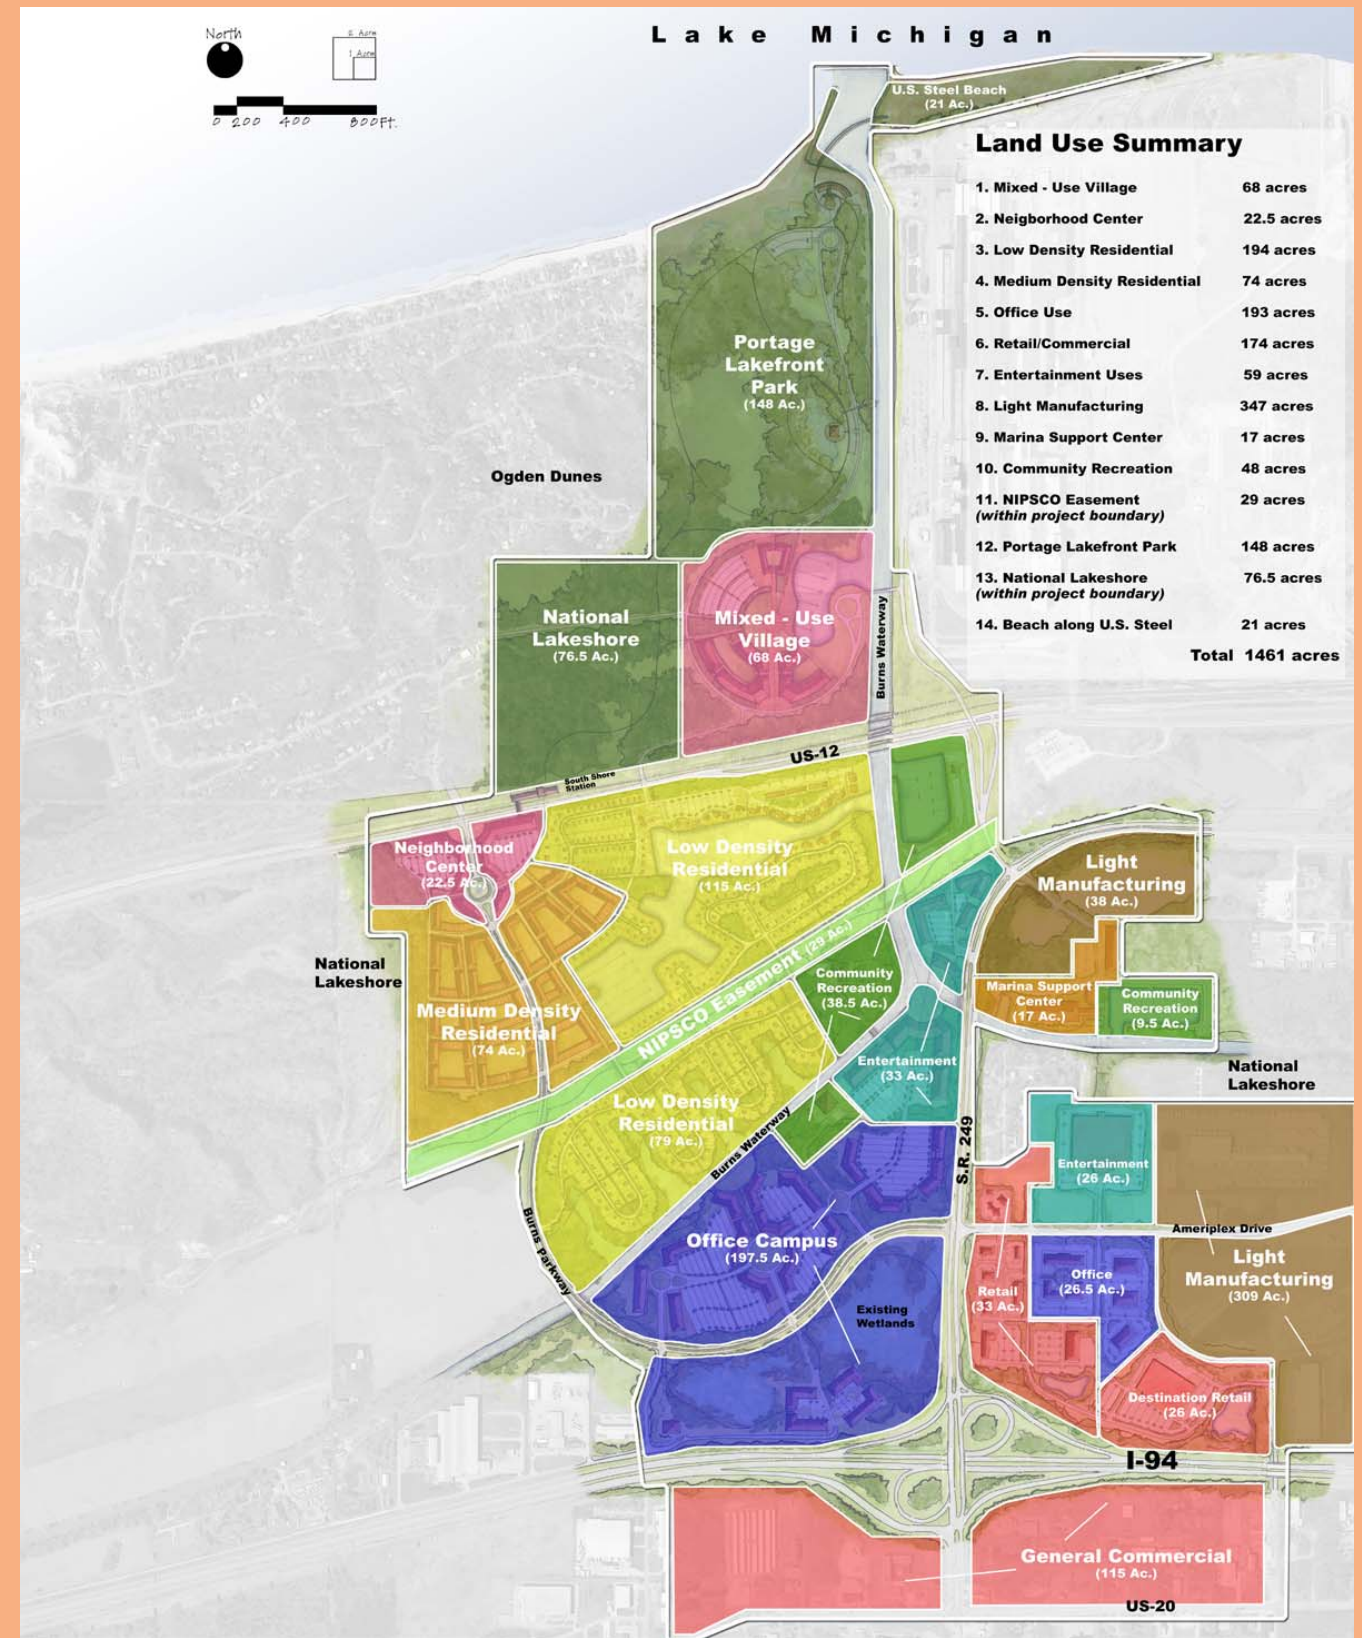 Lake Michigan
North
2 Acre
1 Acre
0 200 400 800Ft.
U.S. Steel Beach
(21 Ac.)
Land Use Summary
1. Mixed - Use Village 68 acres
2. Neigborhood Center 22.5 acres
3. Low Density Residential 194 acres
4. Medium Density Residential 74 acres
5. Office Use 193 acres
6. Retail/Commercial 174 acres
7. Entertainment Uses 59 acres
8. Light Manufacturing 347 acres
9. Marina Support Center 17 acres
10. Community Recreation 48 acres
11. NIPSCO Easement 29 acres
(within project boundary)
12. Portage Lakefront Park 148 acres
13. National Lakeshore 76.5 acres
(within project boundary)
14. Beach along U.S. Steel 21 acres
Total 1461 acres
Portage
Lakefront
Park
(148 Ac.)
Ogden Dunes
National
Lakeshore
(76.5 Ac.)
Mixed - Use
Village
(68 Ac.)
Burns Waterway
US-12
South Shore
Station
Neighborhood
Center
(22.5 Ac.)
Low Density
Residential
(115 Ac.)
Light
Manufacturing
(38 Ac.)
National
Lakeshore
NIPSCO Easement (29 Ac.)
Community
Recreation
(38.5 Ac.)
Marina Support
Center
(17 Ac.)
Community
Recreation
(9.5 Ac.)
Medium Density
Residential
(74 Ac.)
Entertainment
(33 Ac.)
National
Lakeshore
Low Density
Residential
(79 Ac.)
Burns Waterway
S.R. 249
Entertainment
(26 Ac.)
Burns Parkway
Office Campus
(197.5 Ac.)
Ameriplex Drive
Light
Manufacturing
(309 Ac.)
Office
(26.5 Ac.)
Retail
(33 Ac.)
Existing
Wetlands
Destination Retail
(26 Ac.)
I-94
General Commercial
(115 Ac.)
US-20